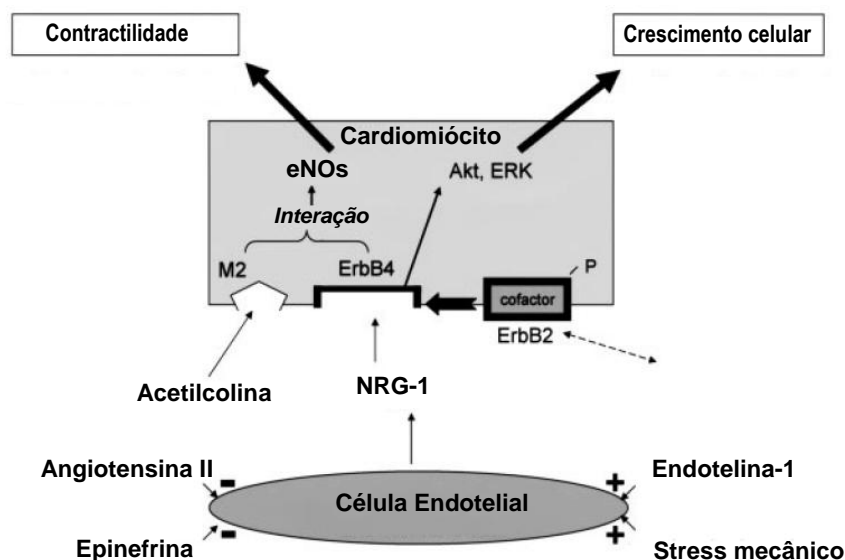 Contractilidade
Crescimento celular
Cardiomiócito
eNOs
Akt, ERK
Interação
M2
ErbB4
P
cofactor
ErbB2
Acetilcolina
NRG-1
Angiotensina II
-
+
Endotelina-1
Célula Endotelial
Epinefrina
-
+
Stress mecânico